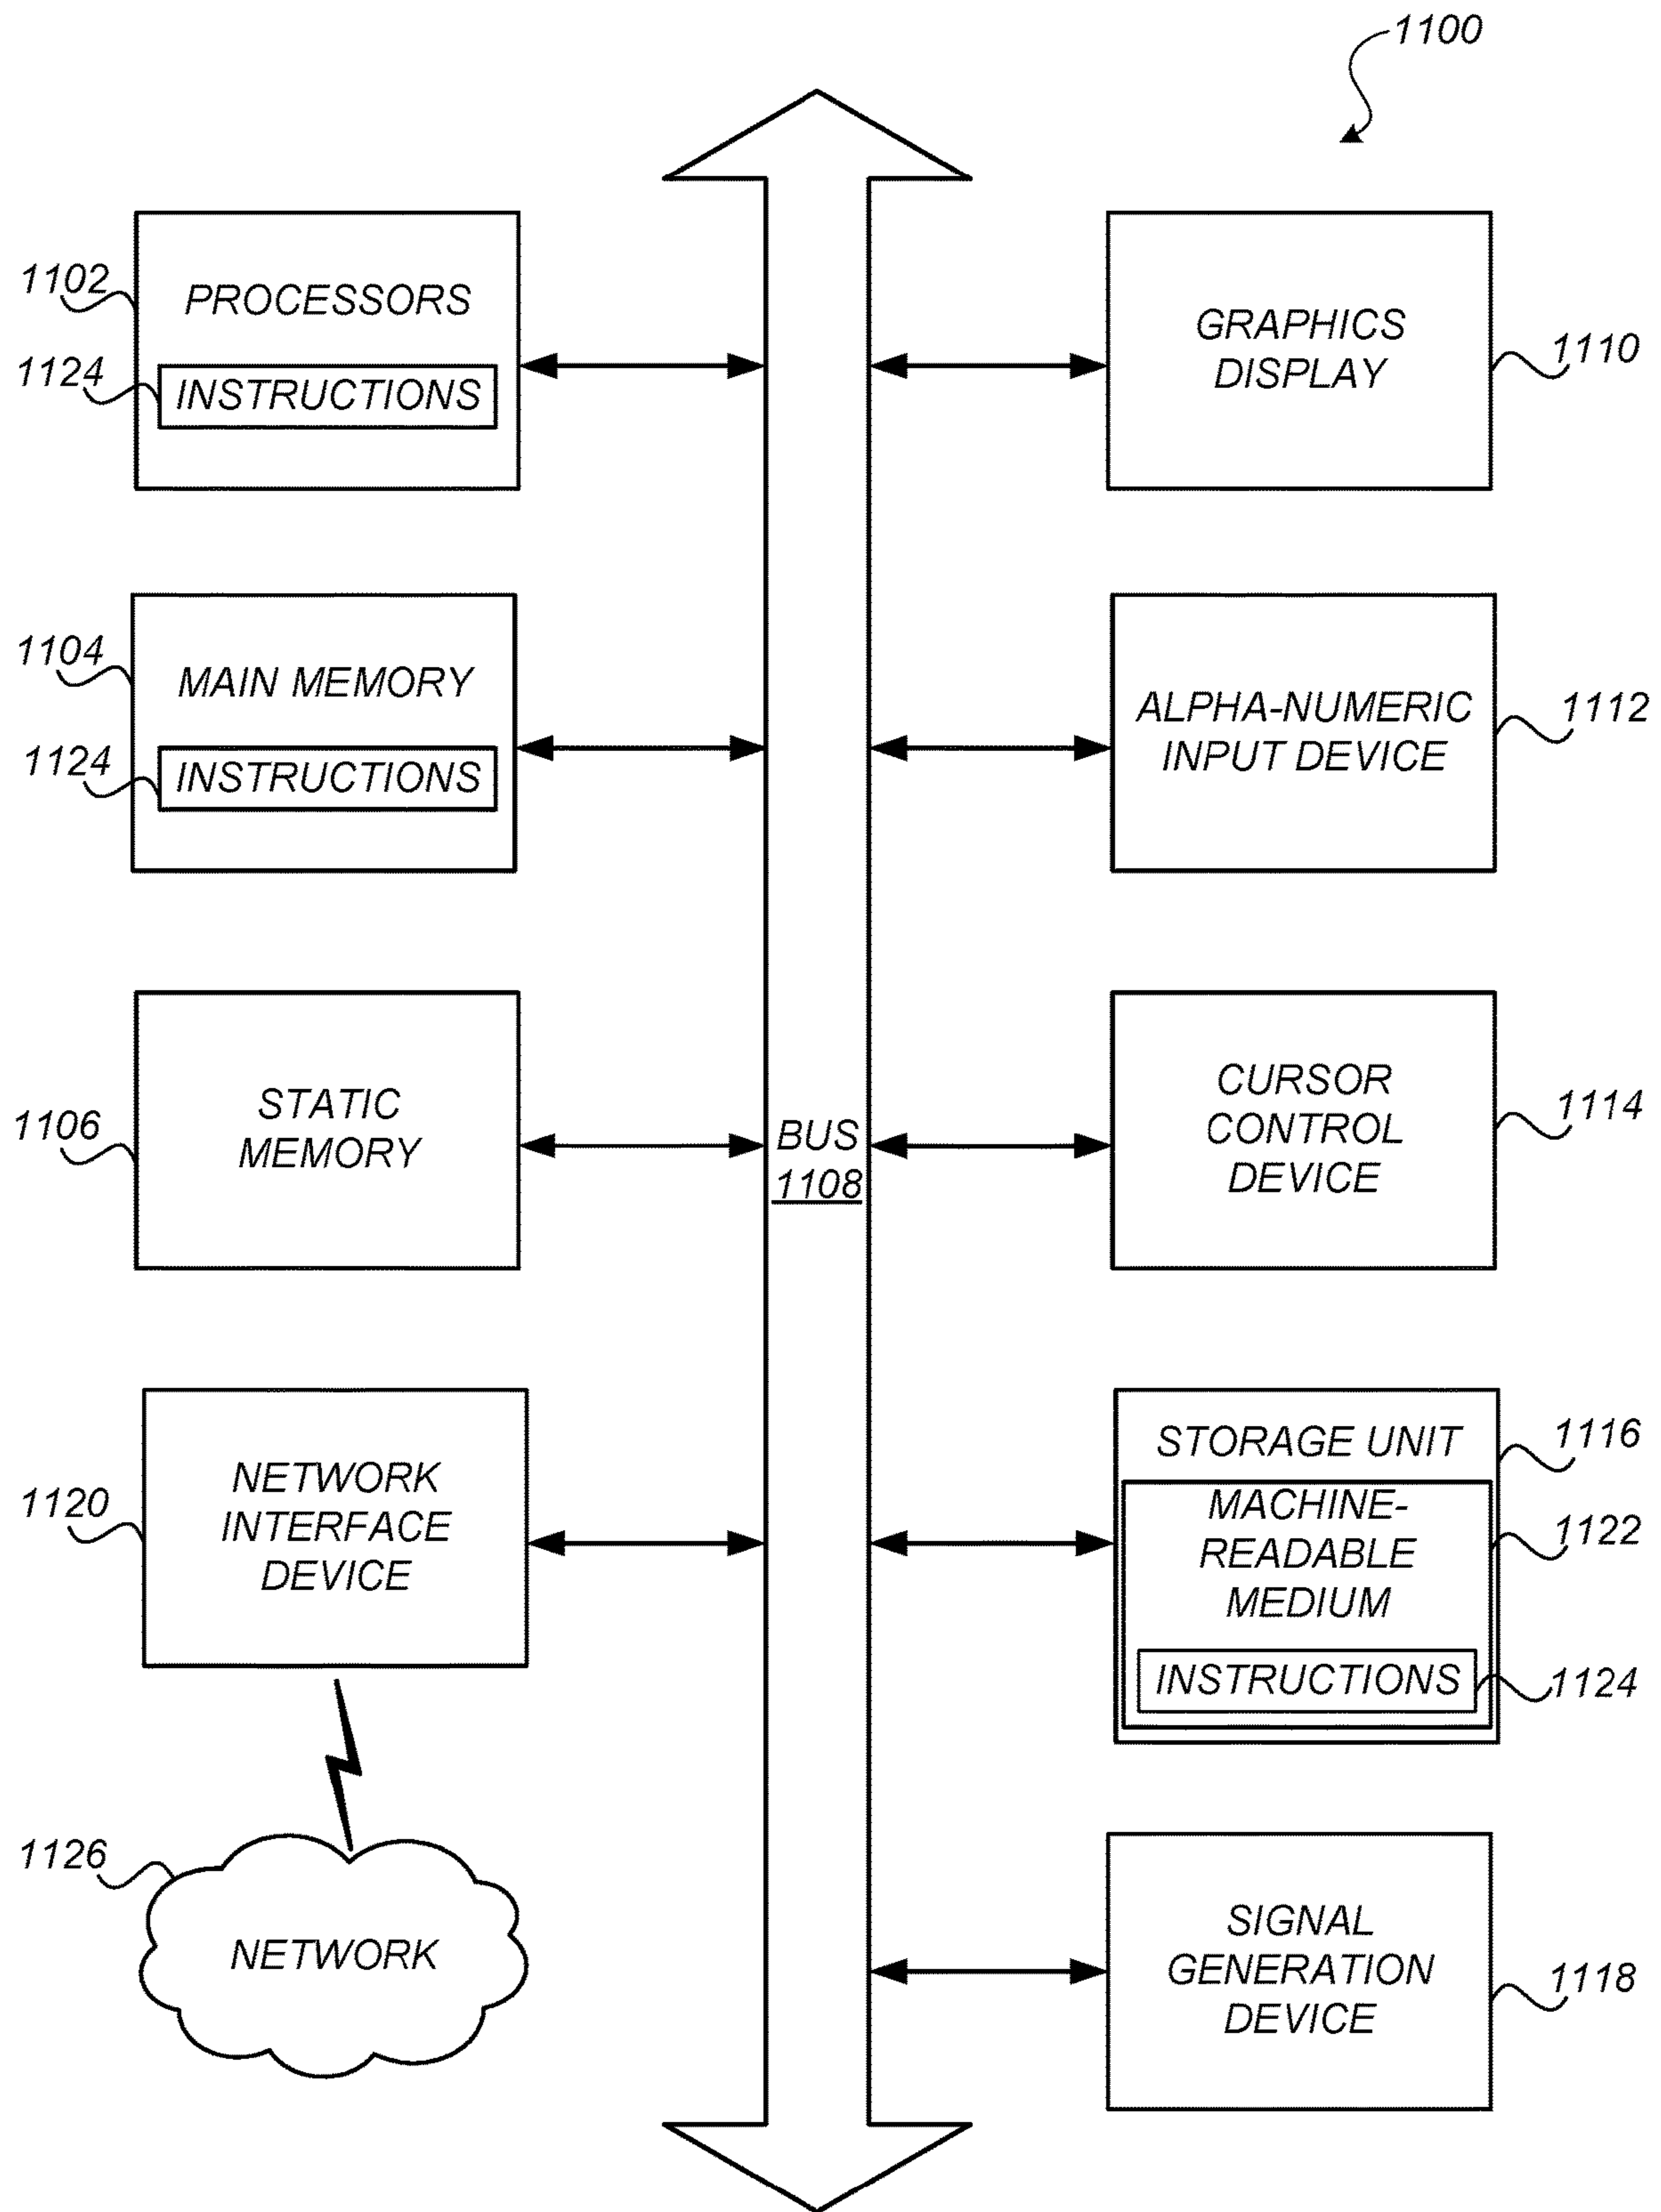 1100
1102
PROCESSORS
1124
INSTRUCTIONS
GRAPHICS
DISPLAY
1110
1104
MAIN MEMORY
1124
INSTRUCTIONS
ALPHA-NUMERIC
INPUT DEVICE
1112
1106
STATIC
MEMORY
BUS
1108
CURSOR
CONTROL
DEVICE
1114
1120
NETWORK
INTERFACE
DEVICE
STORAGE UNIT
1116
MACHINE-
READABLE
MEDIUM
1122
INSTRUCTIONS
1124
1126
NETWORK
SIGNAL
GENERATION
DEVICE
1118